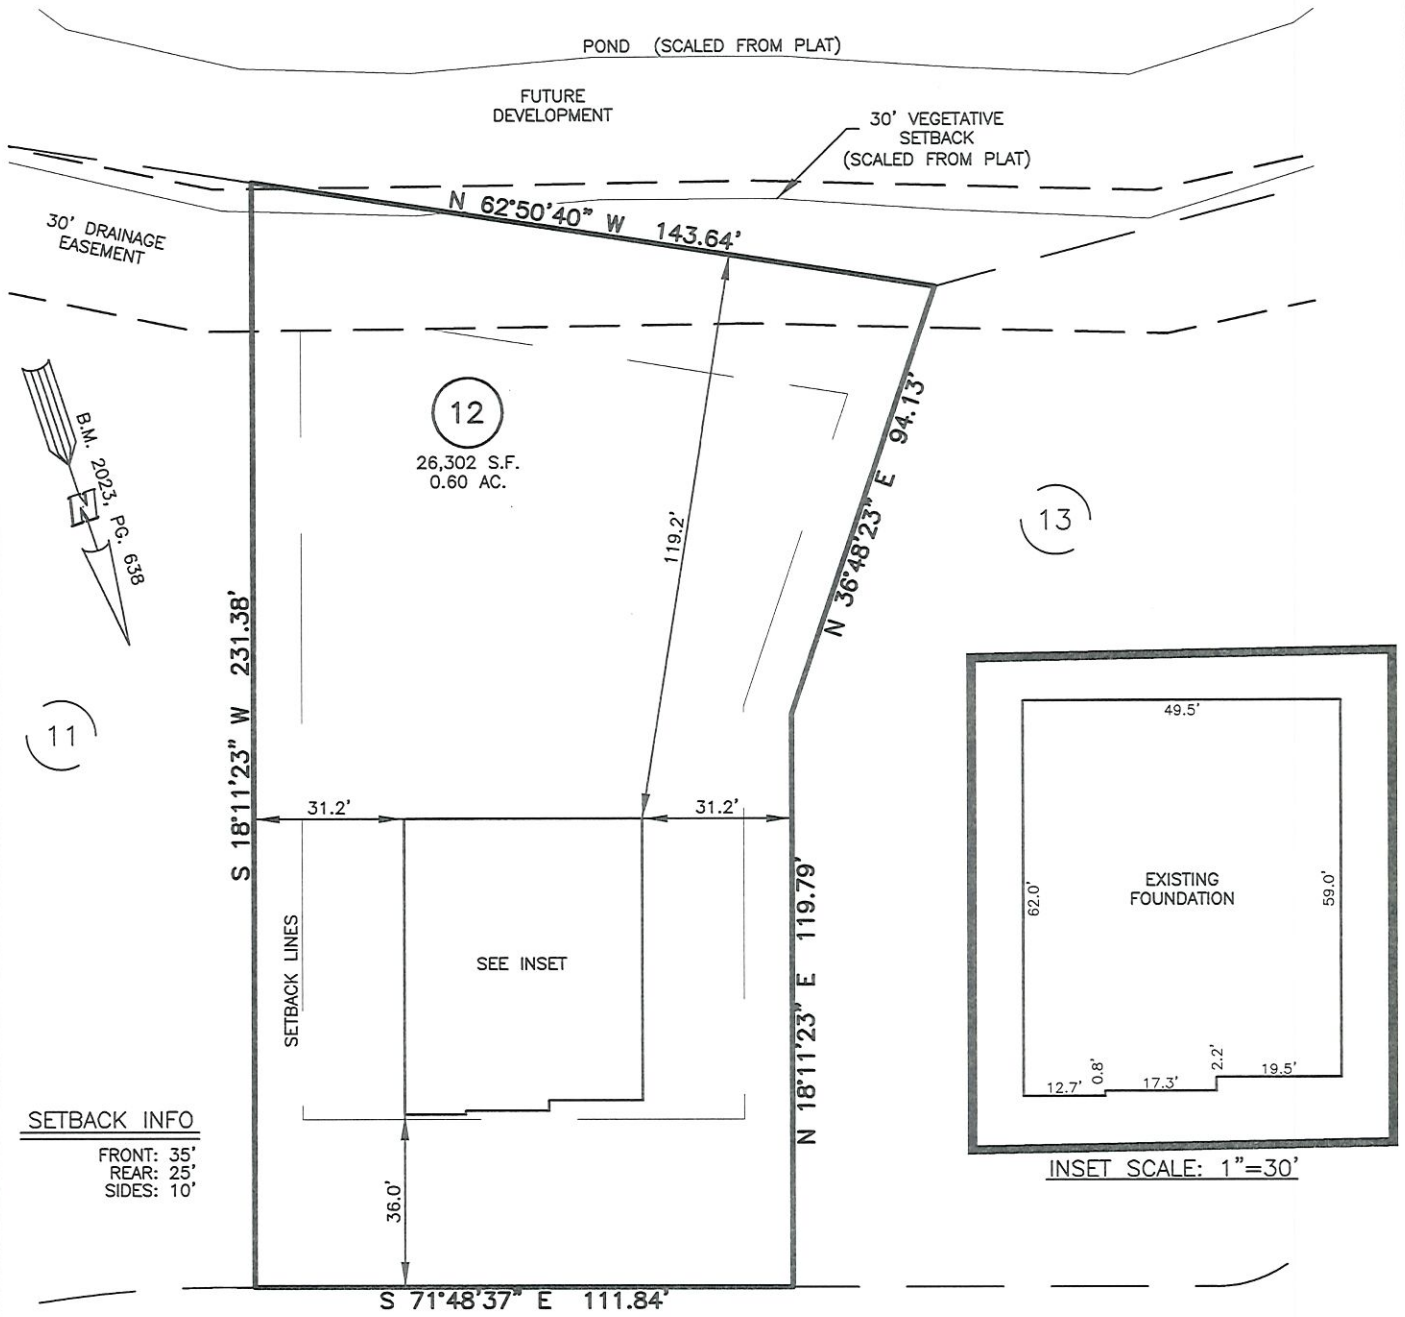 POND (SCALED FROM PLAT)
FUTURE
DEVELOPMENT
30' VEGETATIVE
SETBACK
(SCALED FROM PLAT)
N 62°50'40" W 143.64'
30' DRAINAGE
EASEMENT
B.M. 2023, PG. 638
N
12
26,302 S.F.
0.60 AC.
N 36°48'23" E 94.13'
13
119.2'
S 18°11'23" W 231.38'
11
31.2'
31.2'
SETBACK LINES
SEE INSET
N 18°11'23" E 119.79'
49.5'
62.0'
EXISTING
FOUNDATION
59.0'
12.7'
0.8'
17.3'
2.2'
19.5'
INSET SCALE: 1"=30'
SETBACK INFO
FRONT: 35'
REAR: 25'
SIDES: 10'
36.0'
S 71°48'37" E 111.84'